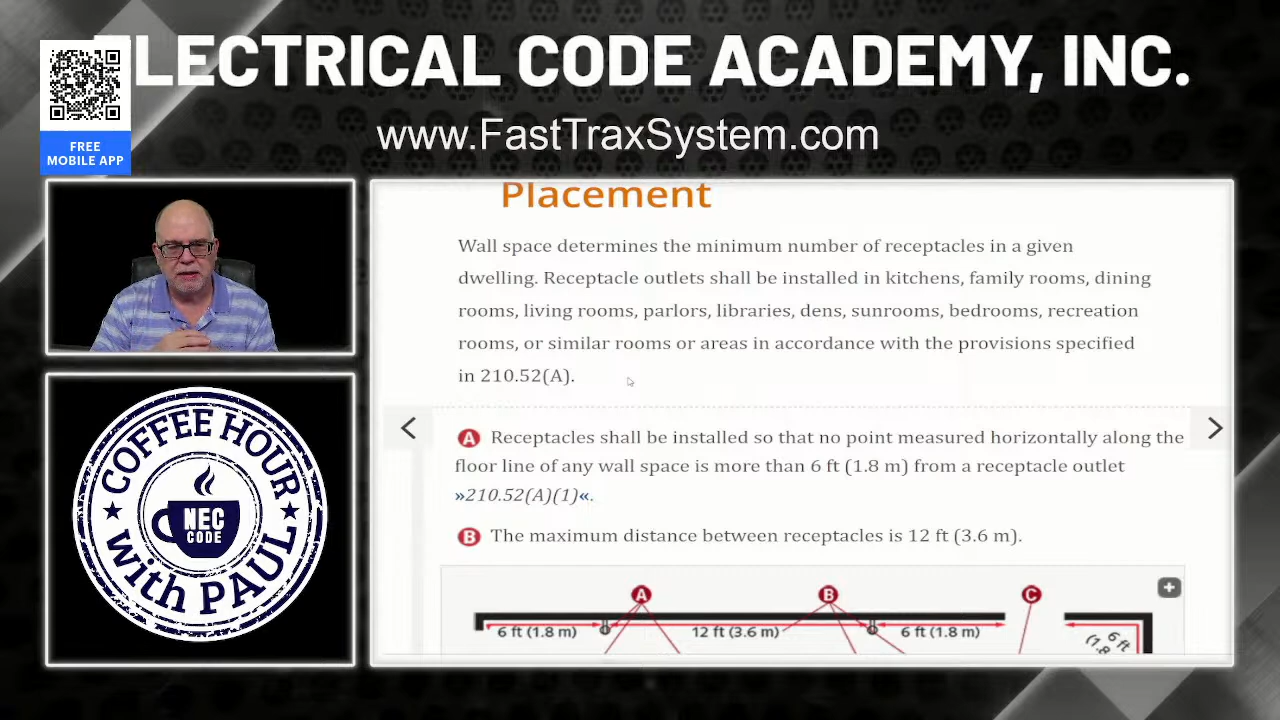 ELECTRICAL CODE ACADEMY, INC.
www.FastTraxSystem.com
FREE
MOBILE APP
COFFEE HOUR
NEC
CODE
with PAUL
Placement
Wall space determines the minimum number of receptacles in a given
dwelling. Receptacle outlets shall be installed in kitchens, family rooms, dining
rooms, living rooms, parlors, libraries, dens, sunrooms, bedrooms, recreation
rooms, or similar rooms or areas in accordance with the provisions specified
in 210.52(A).
A Receptacles shall be installed so that no point measured horizontally along the
floor line of any wall space is more than 6 ft (1.8 m) from a receptacle outlet
»210.52(A)(1)«.
B The maximum distance between receptacles is 12 ft (3.6 m).
A B C
6 ft (1.8 m) 12 ft (3.6 m) 6 ft (1.8 m) 6 ft
(1.8